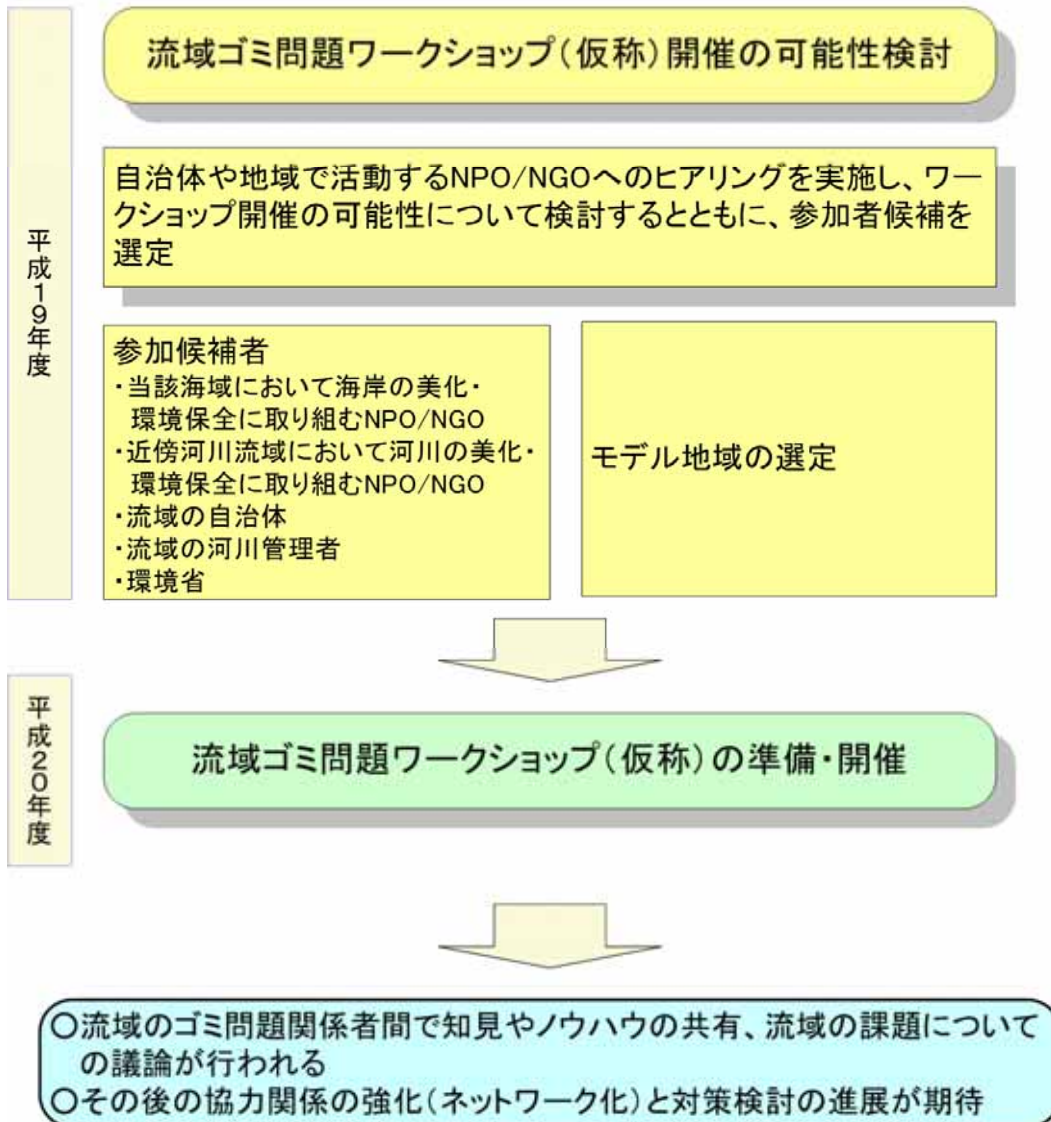 平成19年度
流域ゴミ問題ワークショップ(仮称)開催の可能性検討
自治体や地域で活動するNPO/NGOへのヒアリングを実施し、ワー
クショップ開催の可能性について検討するとともに、参加者候補を
選定
参加候補者
・当該海域において海岸の美化・
環境保全に取り組むNPO/NGO
・近傍河川流域において河川の美化・
環境保全に取り組むNPO/NGO
・流域の自治体
・流域の河川管理者
・環境省
モデル地域の選定
平成20年度
流域ゴミ問題ワークショップ(仮称)の準備・開催
○流域のゴミ問題関係者間で知見やノウハウの共有、流域の課題について
の議論が行われる
○その後の協力関係の強化(ネットワーク化)と対策検討の進展が期待